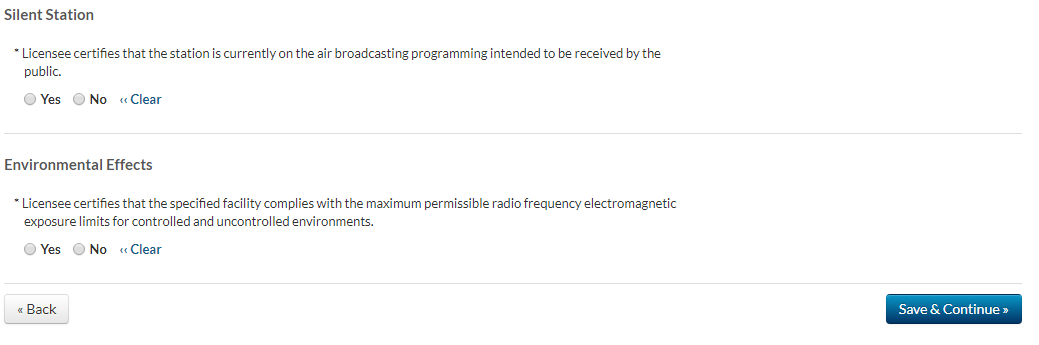 Silent Station
* Licensee certifies that the station is currently on the air broadcasting programming intended to be received by the
public.
Yes No ‹‹ Clear
Environmental Effects
* Licensee certifies that the specified facility complies with the maximum permissible radio frequency electromagnetic
exposure limits for controlled and uncontrolled environments.
Yes No ‹‹ Clear
« Back Save & Continue »